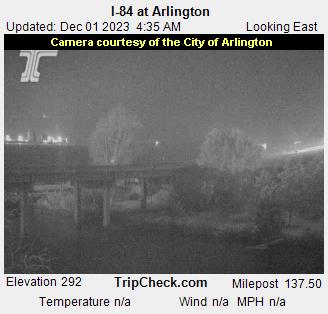 I-84 at Arlington
Updated: Dec 01 2023 4:35 AM Looking East
Camera courtesy of the City of Arlington
Elevation 292 TripCheck.com Milepost 137.50
Temperature n/a Wind n/a MPH n/a